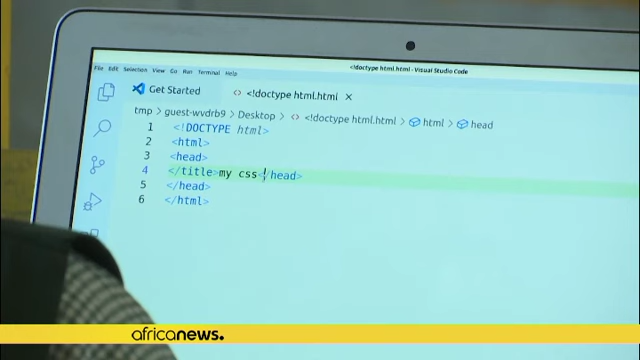 File Edit Selection View Go Run Terminal Help
<!doctype html.html - Visual Studio Code
Get Started
<!doctype html.html ×
tmp > guest-wvdrb9 > Desktop > <!doctype html.html > html > head
1 <!DOCTYPE html>
2 <html>
3 <head>
4 </title>my css</head>
5 </head>
6 </html>
africanews.